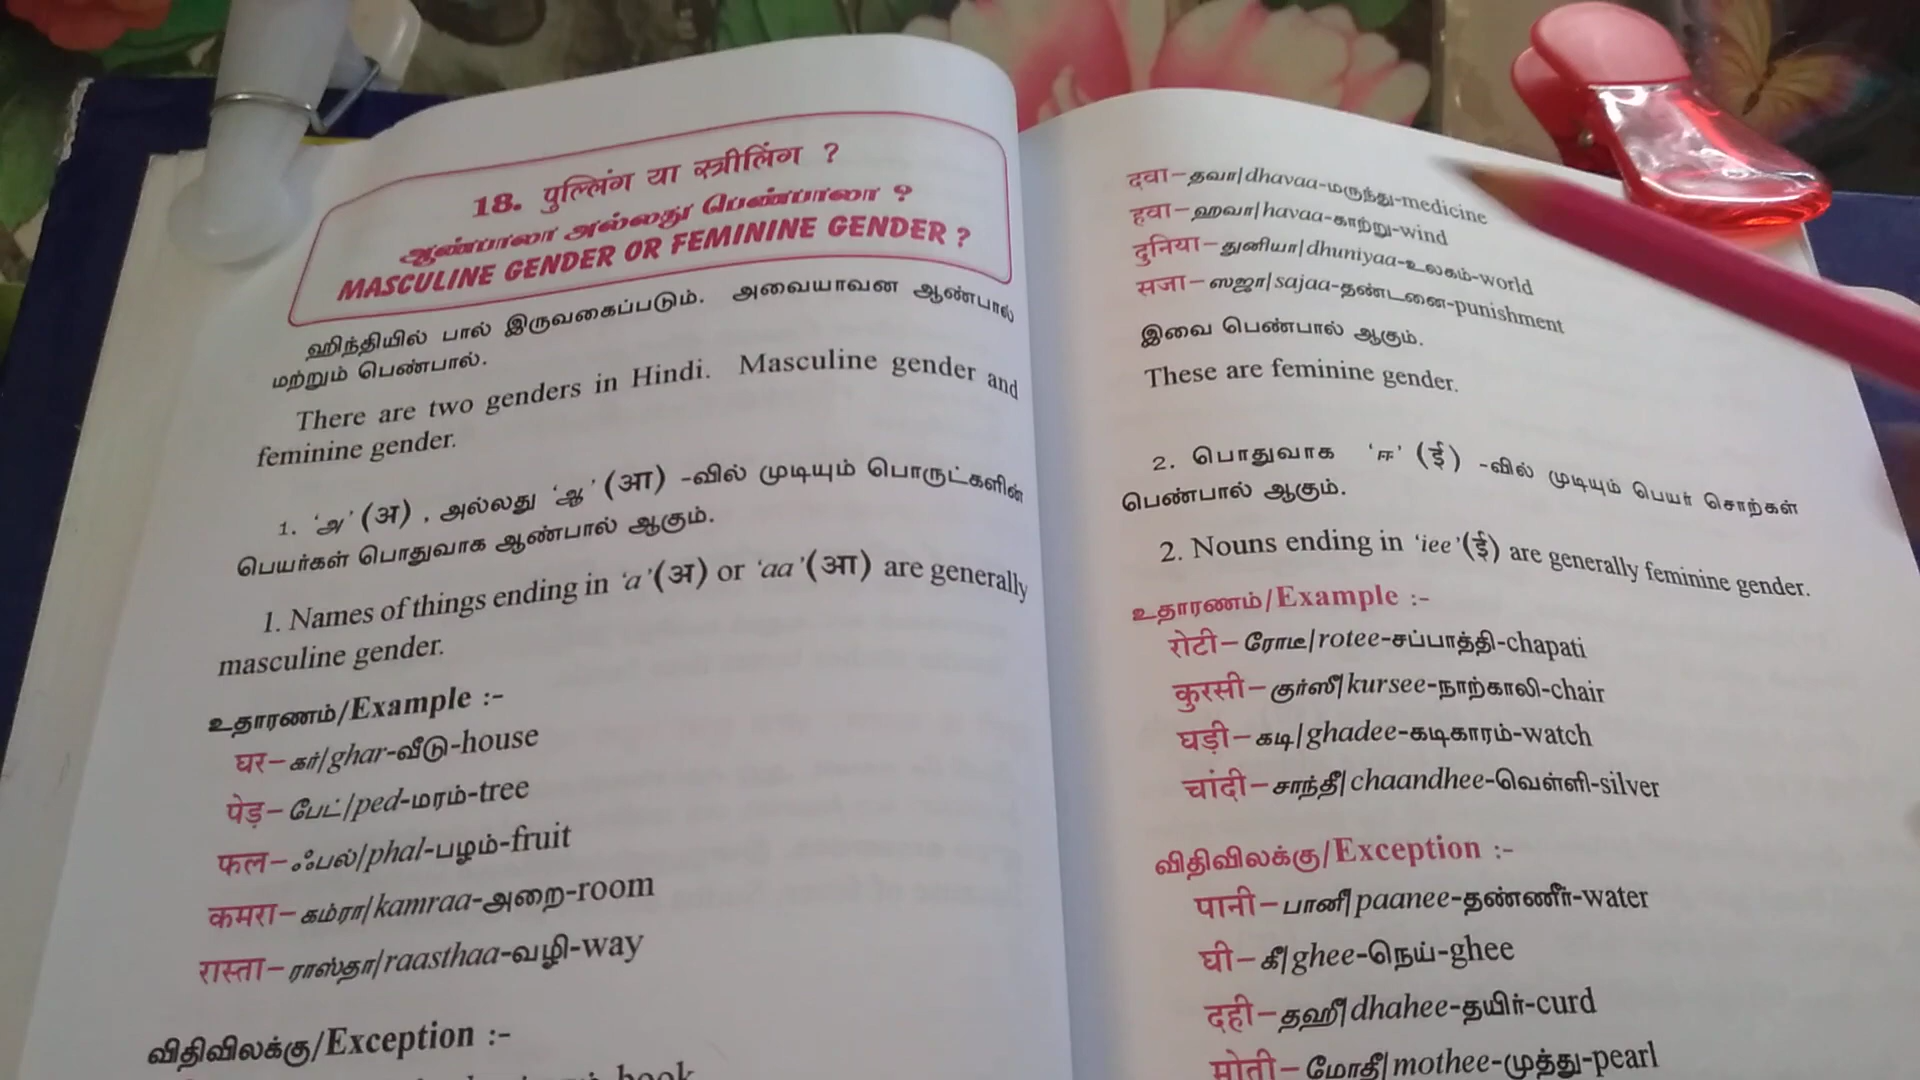 18. पुल्लिंग या स्त्रीलिंग ?
ஆண்பாலா அல்லது பெண்பாலா ?
MASCULINE GENDER OR FEMININE GENDER ?
ஹிந்தியில் பால் இருவகைப்படும். அவையாவன ஆண்பால்
மற்றும் பெண்பால்.
There are two genders in Hindi. Masculine gender and
feminine gender.
1. 'அ' (अ) , அல்லது 'ஆ' (आ) -வில் முடியும் பொருட்களின்
பெயர்கள் பொதுவாக ஆண்பால் ஆகும்.
1. Names of things ending in 'a' (अ) or 'aa' (आ) are generally
masculine gender.
உதாரணம்/Example :-
घर – கர்/ghar-வீடு-house
पेड़ – பேட்/ped-மரம்-tree
फल – ஃபல்/phal-பழம்-fruit
कमरा – கம்ரா/kamraa-அறை-room
रास्ता – ராஸ்தா/raasthaa-வழி-way
விதிவிலக்கு/Exception :-
book
दवा – தவா/dhavaa-மருந்து-medicine
हवा – ஹவா/havaa-காற்று-wind
दुनिया – துனியா/dhuniyaa-உலகம்-world
सजा – ஸஜா/sajaa-தண்டனை-punishment
இவை பெண்பால் ஆகும்.
These are feminine gender.
2. பொதுவாக 'ஈ' (ई) -வில் முடியும் பெயர் சொற்கள்
பெண்பால் ஆகும்.
2. Nouns ending in 'iee' (ई) are generally feminine gender.
உதாரணம்/Example :-
रोटी – ரோடீ/rotee-சப்பாத்தி-chapati
कुरसी – குர்ஸீ/kursee-நாற்காலி-chair
घड़ी – கடி/ghadee-கடிகாரம்-watch
चांदी – சாந்தீ/chaandhee-வெள்ளி-silver
விதிவிலக்கு/Exception :-
पानी – பானீ/paanee-தண்ணீர்-water
घी – கீ/ghee-நெய்-ghee
दही – தஹீ/dhahee-தயிர்-curd
मोती – மோதீ/mothee-முத்து-pearl